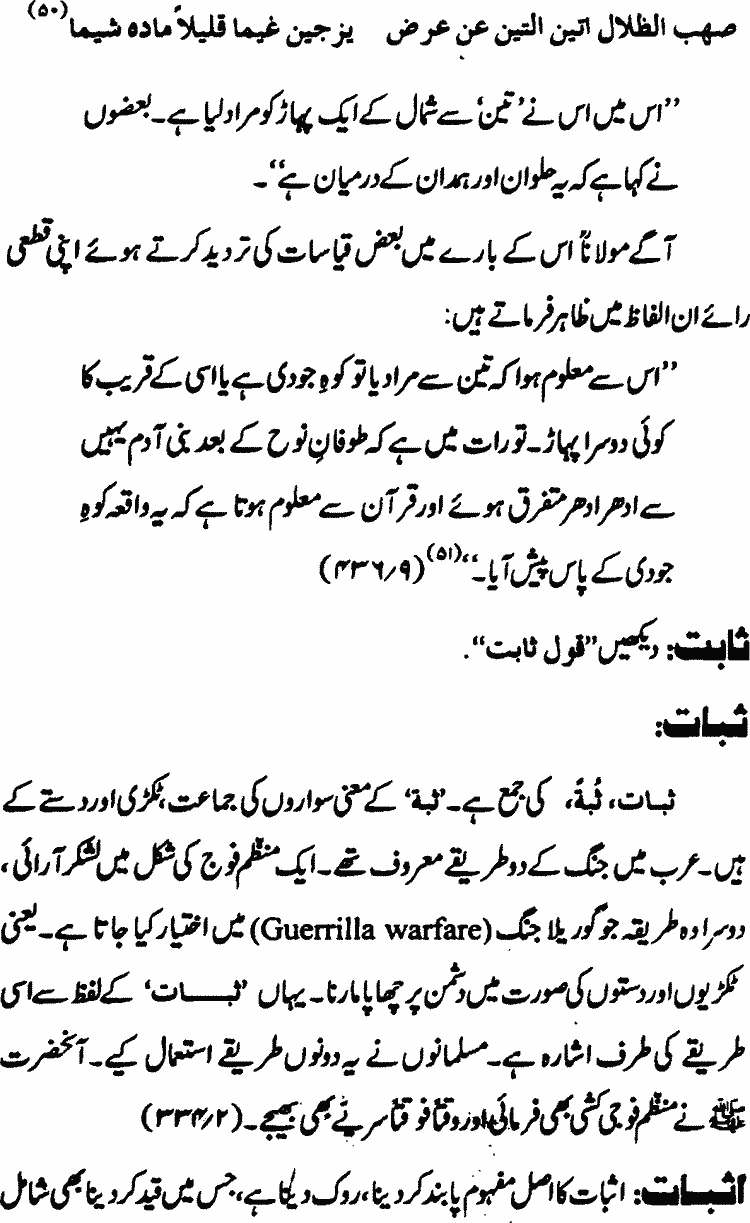 صهب الظلال اتين التين عن عرض    يزجين غيما قليلاً ماده شيما(۵۰)
”اس میں اس نے ’تین‘ سے شمال کے ایک پہاڑ کو مراد لیا ہے۔ بعضوں
نے کہا ہے کہ یہ حلوان اور ہمدان کے درمیان ہے“۔
آگے مولاناؒ اس کے بارے میں بعض قیاسات کی تردید کرتے ہوئے اپنی قطعی
رائے ان الفاظ میں ظاہر فرماتے ہیں:
”اس سے معلوم ہوا کہ تین سے مراد یا تو کوہِ جودی ہے یا اسی کے قریب کا
کوئی دوسرا پہاڑ۔ تورات میں ہے کہ طوفانِ نوح کے بعد بنی آدم یہیں
سے ادھر ادھر متفرق ہوئے اور قرآن سے معلوم ہوتا ہے کہ یہ واقعہ کوہِ
جودی کے پاس پیش آیا۔“(۵۱) (۴۳۶/۹)
ثابت: دیکھیں ”قول ثابت“.
ثبات:
ثبات، ثُبةً، کی جمع ہے۔ ’ثبة‘ کے معنی سواروں کی جماعت، ٹکڑی اور دستے کے
ہیں۔ عرب میں جنگ کے دو طریقے معروف تھے۔ ایک منظّم فوج کی شکل میں لشکر آرائی،
دوسرا وہ طریقہ جو گوریلا جنگ (Guerrilla warfare) میں اختیار کیا جاتا ہے۔ یعنی
ٹکڑیوں اور دستوں کی صورت میں دشمن پر چھاپا مارنا۔ یہاں ’ثبات‘ کے لفظ سے اسی
طریقے کی طرف اشارہ ہے۔ مسلمانوں نے یہ دونوں طریقے استعمال کیے۔ آنحضرت
ﷺ نے منظّم فوجی کشی بھی فرمائی اور وقتاً فوقتاً سریے بھی بھیجے۔ (۳۳۴/۲)
اثبات: اثبات کا اصل مفہوم پابند کر دینا، روک دینا ہے، جس میں قید کر دینا بھی شامل